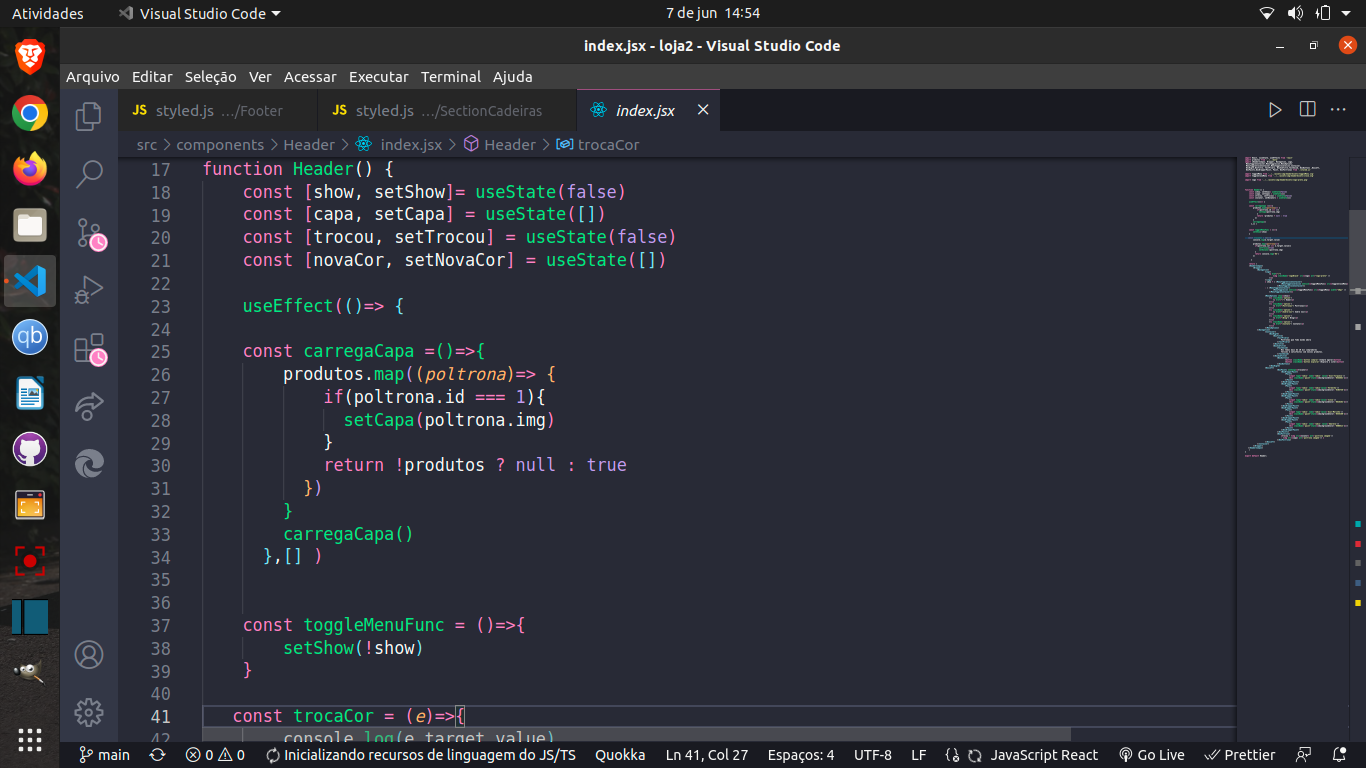 Atividades Visual Studio Code 7 de jun 14:54
index.jsx - loja2 - Visual Studio Code
Arquivo Editar Seleção Ver Acessar Executar Terminal Ajuda
JS styled.js .../Footer JS styled.js .../SectionCadeiras index.jsx
src > components > Header > index.jsx > Header > trocaCor
17 function Header() {
18 const [show, setShow]= useState(false)
19 const [capa, setCapa] = useState([])
20 const [trocou, setTrocou] = useState(false)
21 const [novaCor, setNovaCor] = useState([])
22
23 useEffect(()=> {
24
25 const carregaCapa =()=>{
26 produtos.map((poltrona)=> {
27 if(poltrona.id === 1){
28 setCapa(poltrona.img)
29 }
30 return !produtos ? null : true
31 })
32 }
33 carregaCapa()
34 },[] )
35
36
37 const toggleMenuFunc = ()=>{
38 setShow(!show)
39 }
40
41 const trocaCor = (e)=>{
42 console.log(e.target.value)
qb
main 0 0 Inicializando recursos de linguagem do JS/TS Quokka Ln 41, Col 27 Espaços: 4 UTF-8 LF {} JavaScript React Go Live Prettier